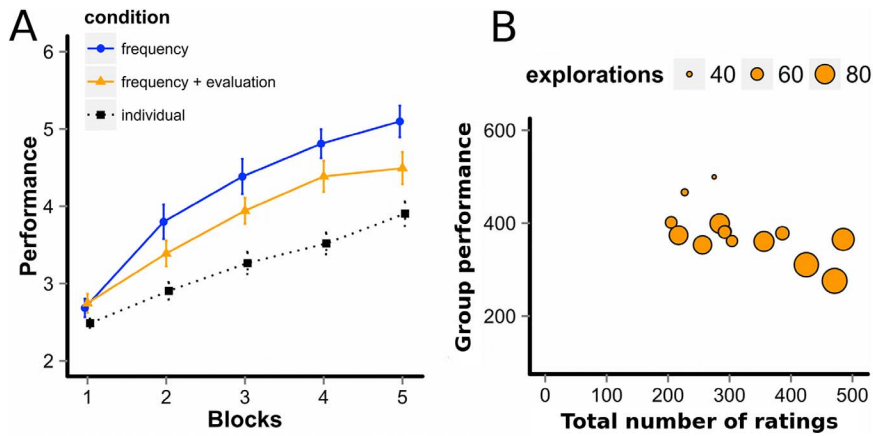 A
condition
frequency
frequency + evaluation
individual
Performance
6
5
4
3
2
1 2 3 4 5
Blocks
B
explorations 40 60 80
Group performance
600
400
200
0 100 200 300 400 500
Total number of ratings